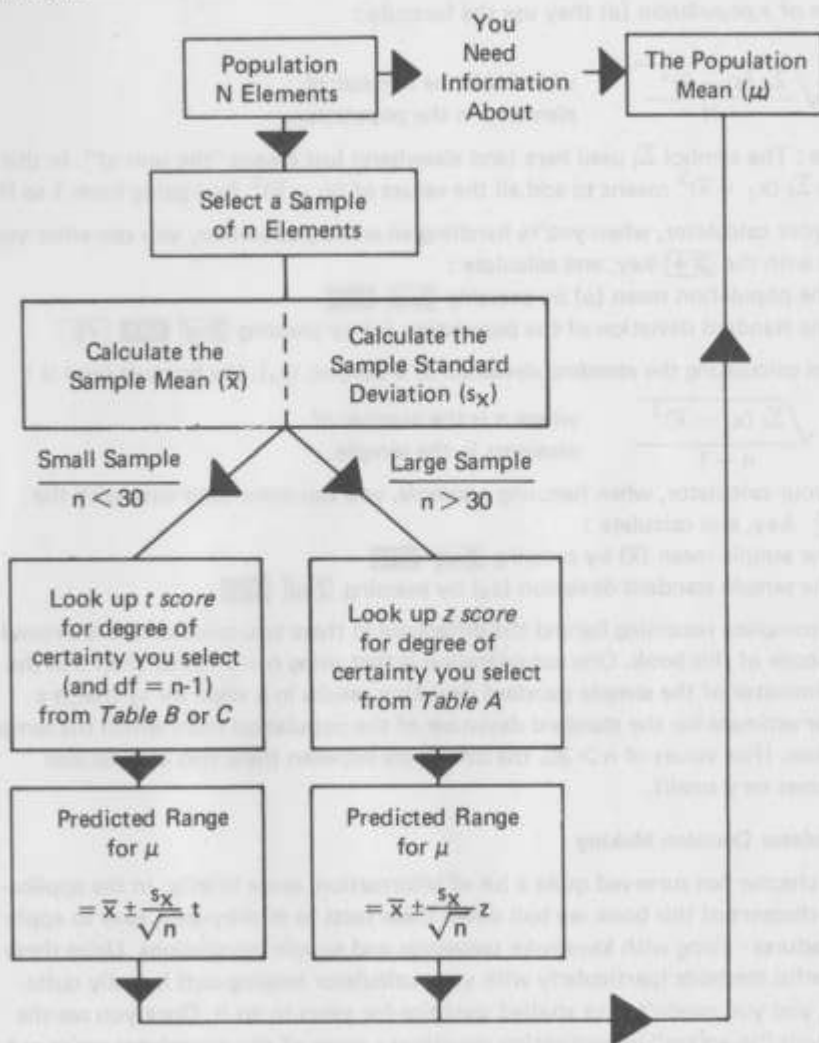 Population
N Elements
You
Need
Information
About
The Population
Mean (μ)
Select a Sample
of n Elements
Calculate the
Sample Mean (x̄)
Calculate the
Sample Standard
Deviation (sₓ)
Small Sample
n < 30
Large Sample
n > 30
Look up t score
for degree of
certainty you select
(and df = n-1)
from Table B or C
Look up z score
for degree of
certainty you select
from Table A
Predicted Range
for μ
= x̄ ± sₓ/√n t
Predicted Range
for μ
= x̄ ± sₓ/√n z